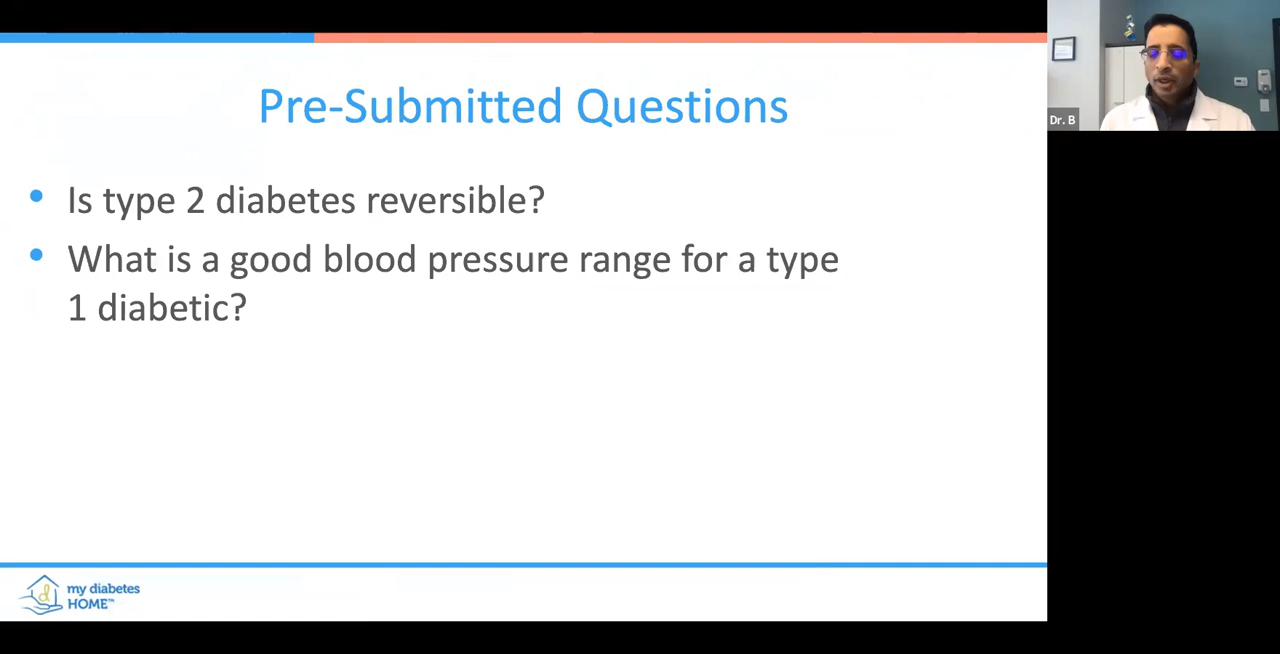 Pre-Submitted Questions
Dr. B
• Is type 2 diabetes reversible?
• What is a good blood pressure range for a type
1 diabetic?
my diabetes
HOME™